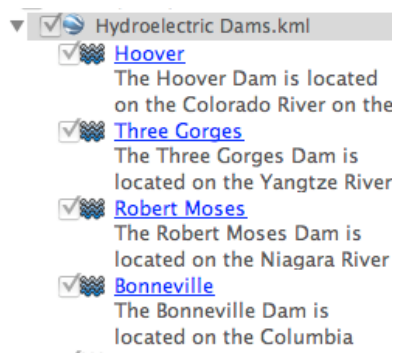 Hydroelectric Dams.kml
Hoover
The Hoover Dam is located
on the Colorado River on the
Three Gorges
The Three Gorges Dam is
located on the Yangtze River
Robert Moses
The Robert Moses Dam is
located on the Niagara River
Bonneville
The Bonneville Dam is
located on the Columbia